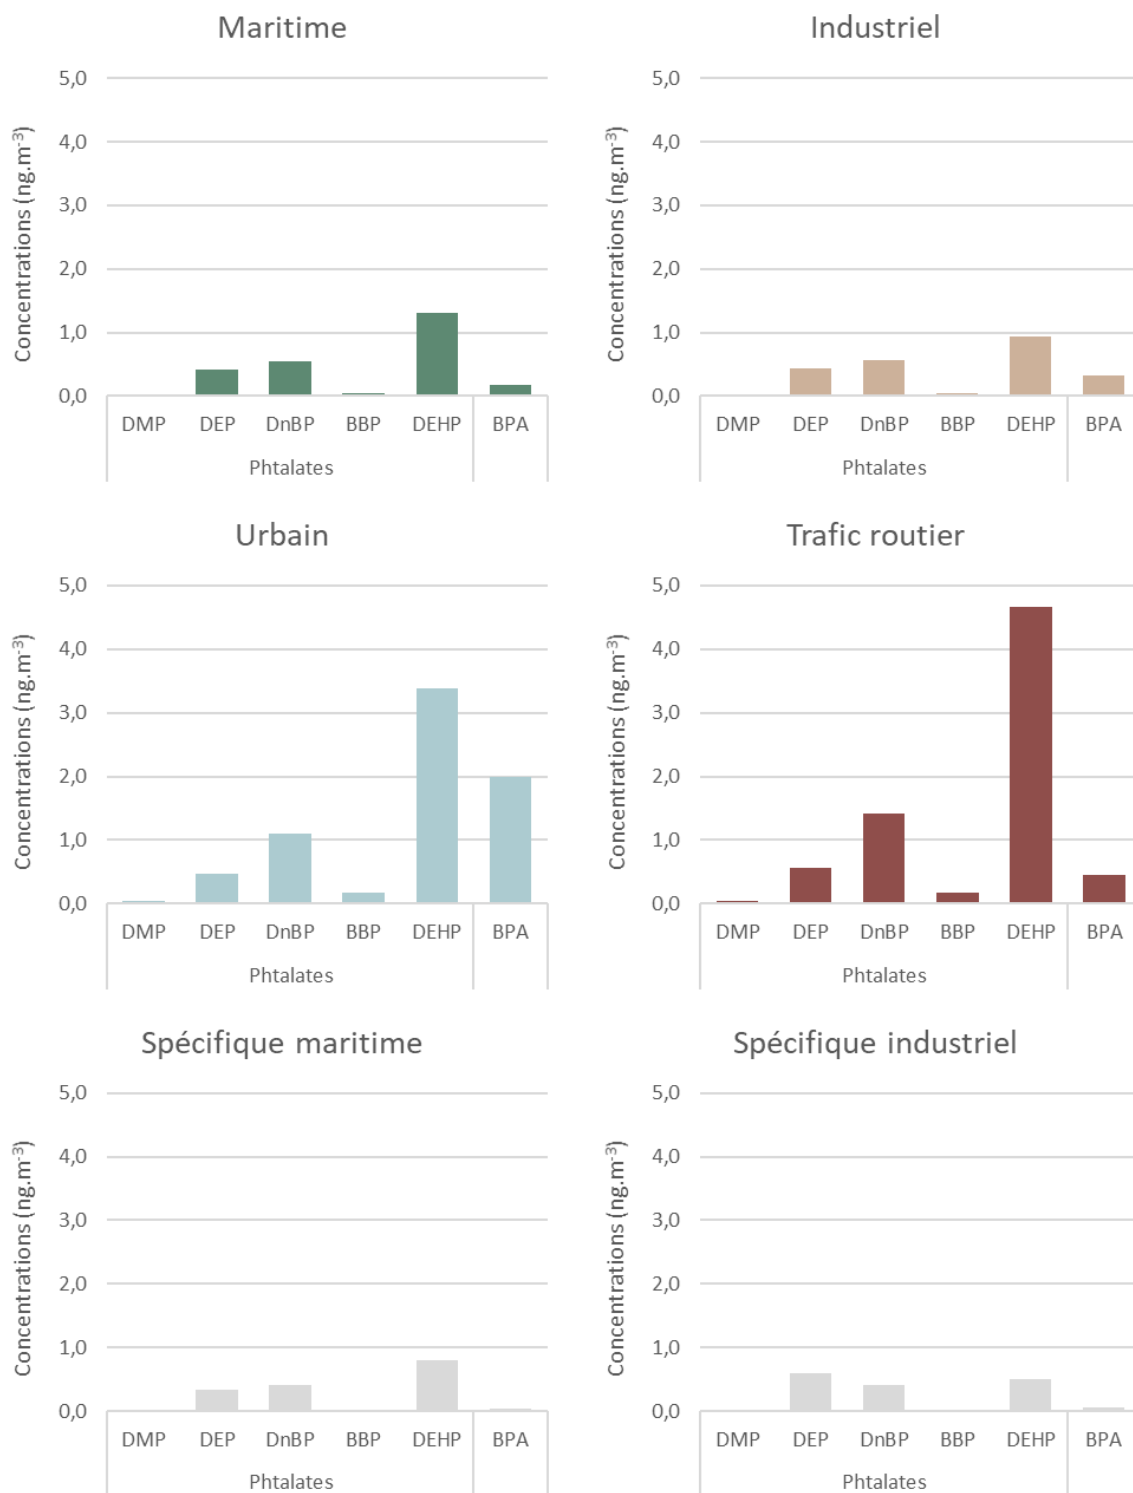 Maritime
Concentrations (ng.m-3)
5,0
4,0
3,0
2,0
1,0
0,0
DMP DEP DnBP BBP DEHP BPA
Phtalates
Industriel
Concentrations (ng.m-3)
5,0
4,0
3,0
2,0
1,0
0,0
DMP DEP DnBP BBP DEHP BPA
Phtalates
Urbain
Concentrations (ng.m-3)
5,0
4,0
3,0
2,0
1,0
0,0
DMP DEP DnBP BBP DEHP BPA
Phtalates
Trafic routier
Concentrations (ng.m-3)
5,0
4,0
3,0
2,0
1,0
0,0
DMP DEP DnBP BBP DEHP BPA
Phtalates
Spécifique maritime
Concentrations (ng.m-3)
5,0
4,0
3,0
2,0
1,0
0,0
DMP DEP DnBP BBP DEHP BPA
Phtalates
Spécifique industriel
Concentrations (ng.m-3)
5,0
4,0
3,0
2,0
1,0
0,0
DMP DEP DnBP BBP DEHP BPA
Phtalates